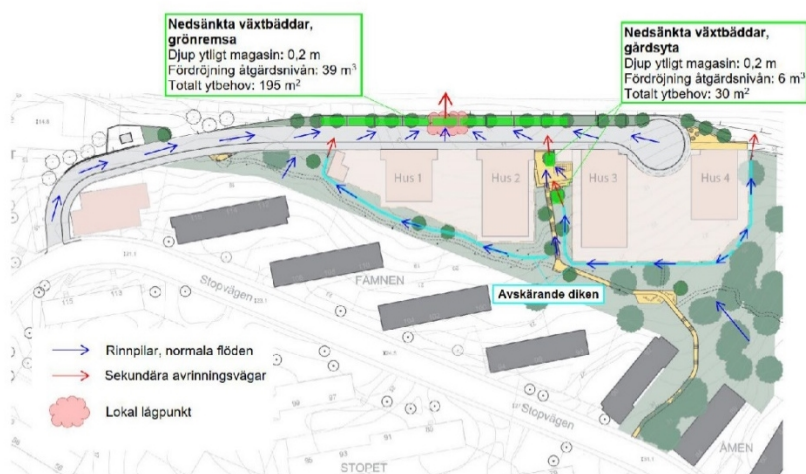 Nedsänkta växtbäddar,
grönremsa
Djup ytligt magasin: 0,2 m
Fördröjning åtgärdsnivån: 39 m³
Totalt ytbehov: 195 m²
Nedsänkta växtbäddar,
gårdsyta
Djup ytligt magasin: 0,2 m
Fördröjning åtgärdsnivån: 6 m³
Totalt ytbehov: 30 m²
Hus 1
Hus 2
Hus 3
Hus 4
Stopvägen
FÄMNEN
Avskärande diken
Rinnpilar, normala flöden
Sekundära avrinningsvägar
Lokal lågpunkt
Stopvägen
STOPET
ÅMEN